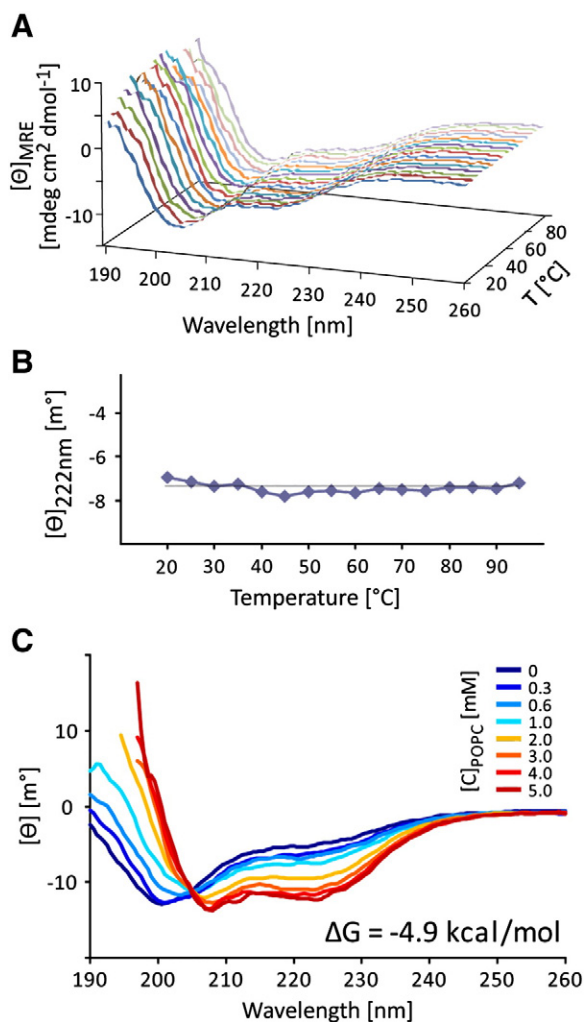 A
[Θ]MRE
[mdeg cm² dmol⁻¹]
10
0
-10
190
200
210
220
230
240
250
260
Wavelength [nm]
20
40
60
80
T [°C]
B
[Θ]222nm [m°]
-4
-6
-8
20 30 40 50 60 70 80 90
Temperature [°C]
C
[Θ] [m°]
10
0
-10
[C]POPC [mM]
0
0.3
0.6
1.0
2.0
3.0
4.0
5.0
ΔG = -4.9 kcal/mol
190 200 210 220 230 240 250 260
Wavelength [nm]